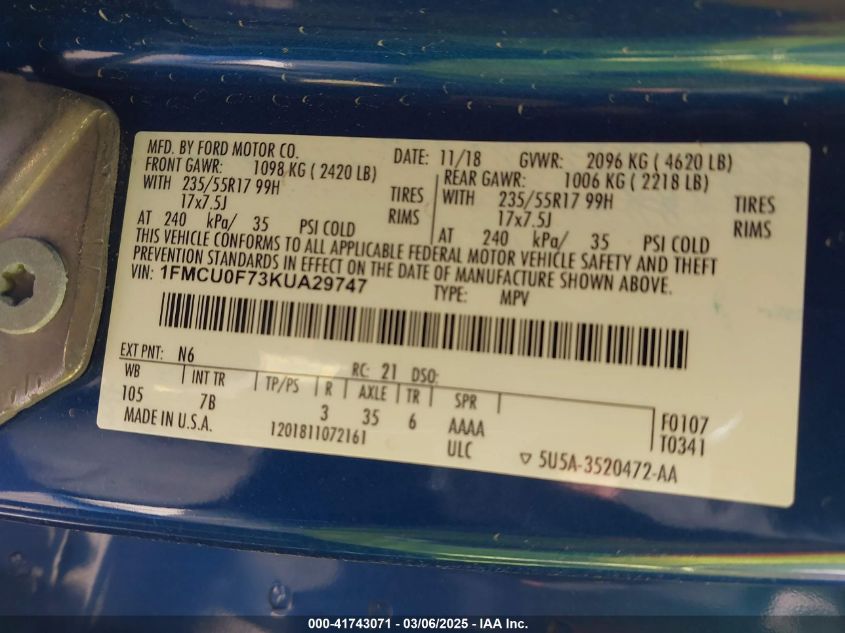 MFD. BY FORD MOTOR CO. DATE: 11/18 GVWR: 2096 KG ( 4620 LB)
FRONT GAWR: 1098 KG ( 2420 LB) REAR GAWR: 1006 KG ( 2218 LB)
WITH 235/55R17 99H TIRES WITH 235/55R17 99H TIRES
17x7.5J RIMS 17x7.5J RIMS
AT 240 kPa/ 35 PSI COLD AT 240 kPa/ 35 PSI COLD
THIS VEHICLE CONFORMS TO ALL APPLICABLE FEDERAL MOTOR VEHICLE SAFETY AND THEFT
PREVENTION STANDARDS IN EFFECT ON THE DATE OF MANUFACTURE SHOWN ABOVE.
VIN: 1FMCU0F73KUA29747 TYPE: MPV
EXT PNT: N6 RC: 21 DSO:
WB INT TR TP/PS R AXLE TR SPR
105 7B 3 35 6 AAAA F0107
MADE IN U.S.A. 1201811072161 ULC T0341
▽ 5U5A-3520472-AA
000-41743071 - 03/06/2025 - IAA Inc.